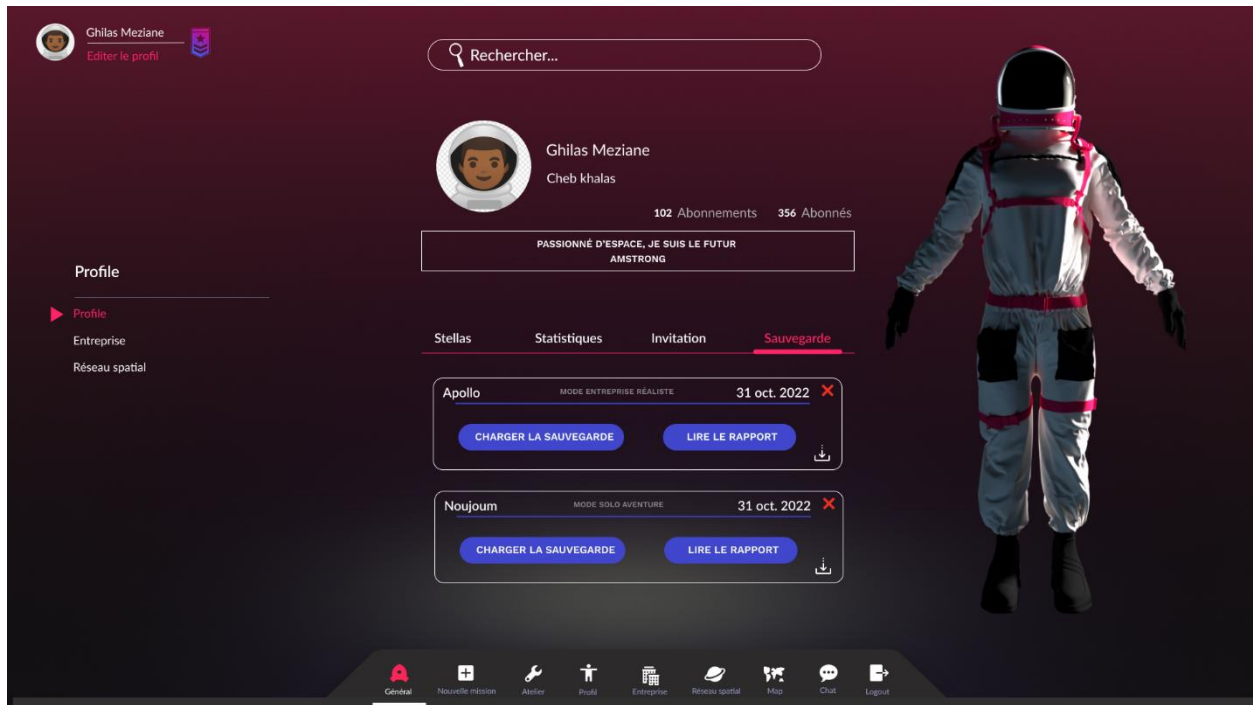 Ghilas Meziane
Editer le profil
Rechercher...
Ghilas Meziane
Cheb khalas
102 Abonnements 356 Abonnés
PASSIONNÉ D'ESPACE, JE SUIS LE FUTUR
AMSTRONG
Profile
Profile
Entreprise
Réseau spatial
Stellas Statistiques Invitation Sauvegarde
Apollo MODE ENTREPRISE RÉALISTE 31 oct. 2022
CHARGER LA SAUVEGARDE LIRE LE RAPPORT
Noujoum MODE SOLO AVENTURE 31 oct. 2022
CHARGER LA SAUVEGARDE LIRE LE RAPPORT
Général Nouvelle mission Atelier Profil Entreprise Réseau spatial Map Chat Logout